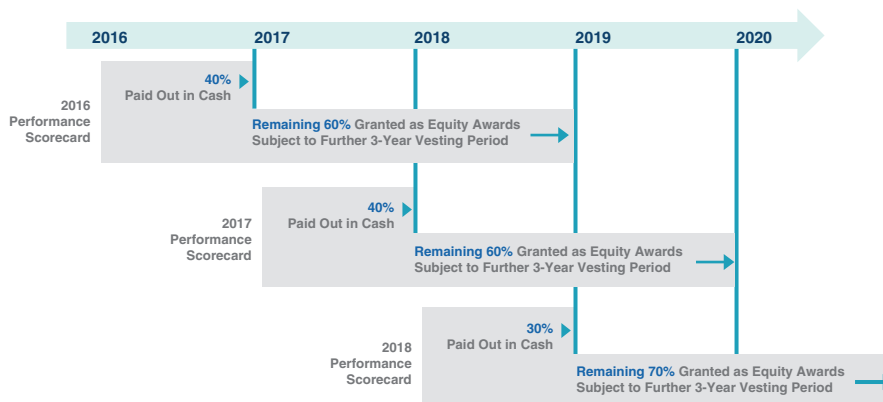 2016 2017 2018 2019 2020
40%
Paid Out in Cash
2016
Performance
Scorecard
Remaining 60% Granted as Equity Awards
Subject to Further 3-Year Vesting Period
40%
Paid Out in Cash
2017
Performance
Scorecard
Remaining 60% Granted as Equity Awards
Subject to Further 3-Year Vesting Period
30%
Paid Out in Cash
2018
Performance
Scorecard
Remaining 70% Granted as Equity Awards
Subject to Further 3-Year Vesting Period